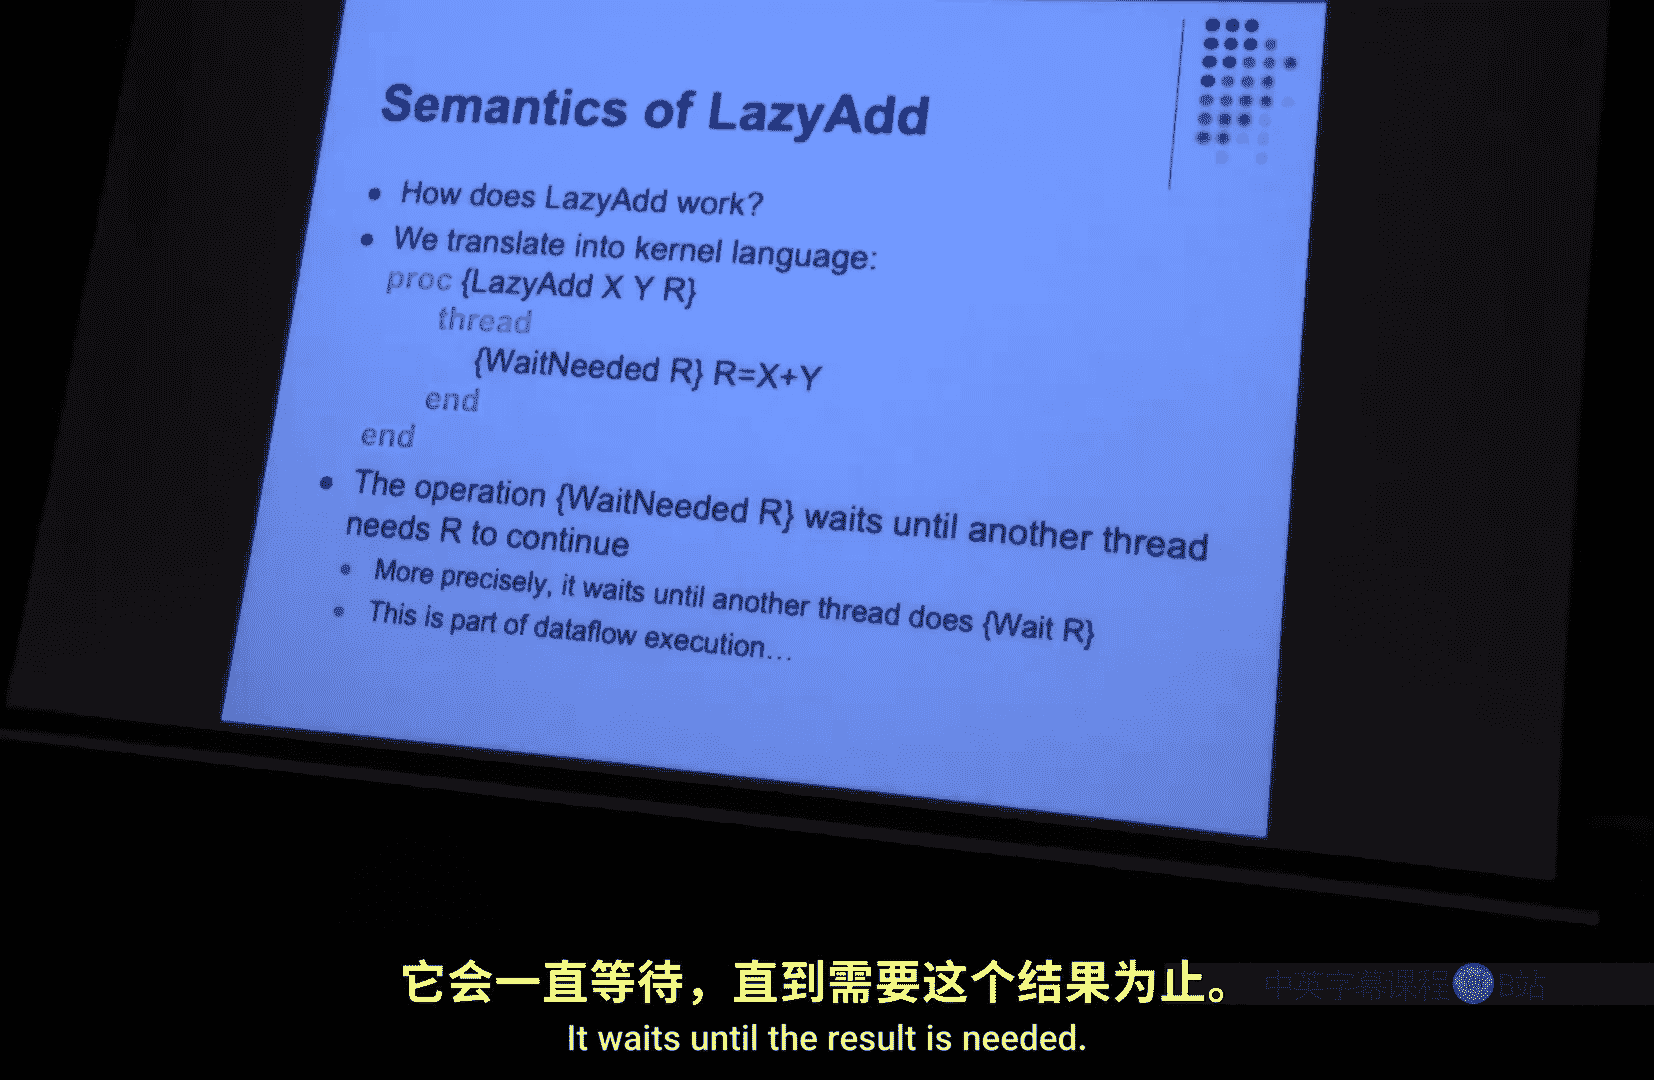 Semantics of LazyAdd
• How does LazyAdd work?
• We translate into kernel language:
proc {LazyAdd X Y R}
thread
{WaitNeeded R} R=X+Y
end
end
• The operation {WaitNeeded R} waits until another thread
needs R to continue
• More precisely, it waits until another thread does {Wait R}
• This is part of dataflow execution...
它会一直等待，直到需要这个结果为止。
中英字幕课程 B站
It waits until the result is needed.